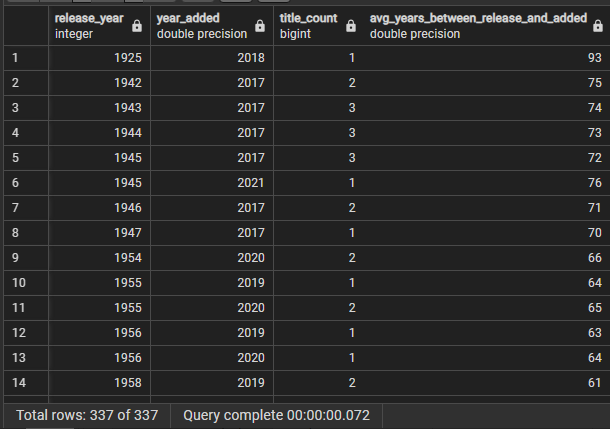 release_year year_added title_count avg_years_between_release_and_added
integer double precision bigint double precision
1 1925 2018 1 93
2 1942 2017 2 75
3 1943 2017 3 74
4 1944 2017 3 73
5 1945 2017 3 72
6 1945 2021 1 76
7 1946 2017 2 71
8 1947 2017 1 70
9 1954 2020 2 66
10 1955 2019 1 64
11 1955 2020 2 65
12 1956 2019 1 63
13 1956 2020 1 64
14 1958 2019 2 61
Total rows: 337 of 337 Query complete 00:00:00.072